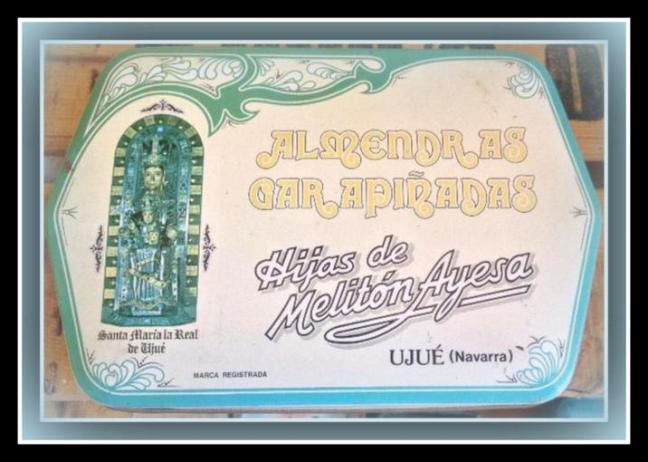 ALMENDRAS
GARAPIÑADAS
Hijas de
Melitón Ayesa
UJUÉ (Navarra)
Santa María la Real
de Ujué
MARCA REGISTRADA